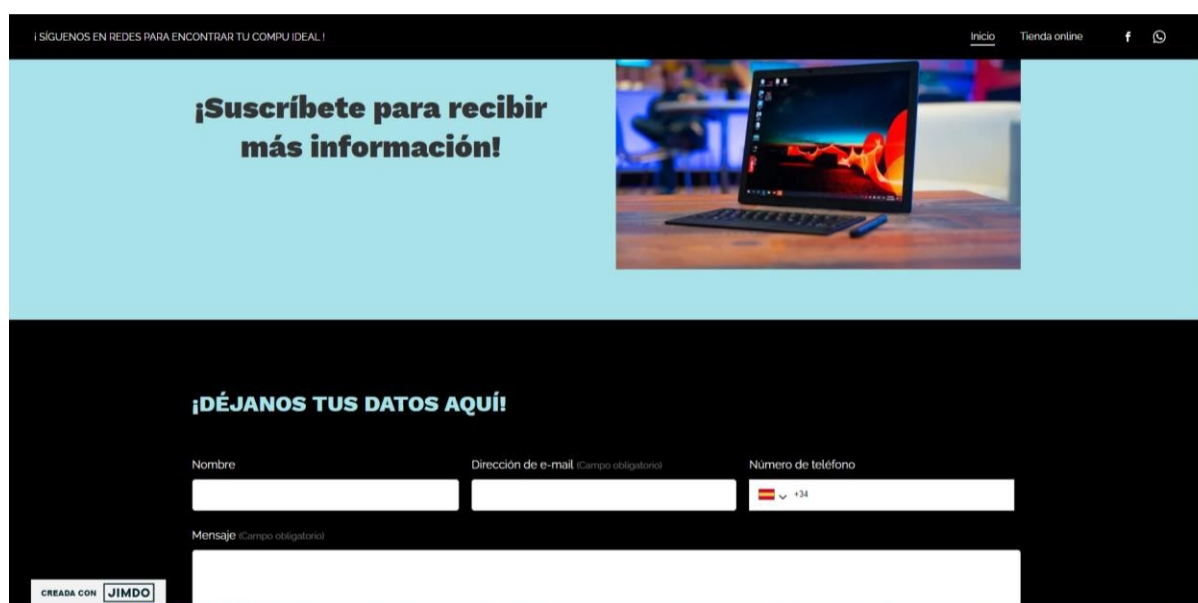 ¡ SÍGUENOS EN REDES PARA ENCONTRAR TU COMPU IDEAL !
Inicio
Tienda online
¡Suscríbete para recibir
más información!
¡DÉJANOS TUS DATOS AQUÍ!
Nombre
Dirección de e-mail (Campo obligatorio)
Número de teléfono
+34
Mensaje (Campo obligatorio)
CREADA CON JIMDO